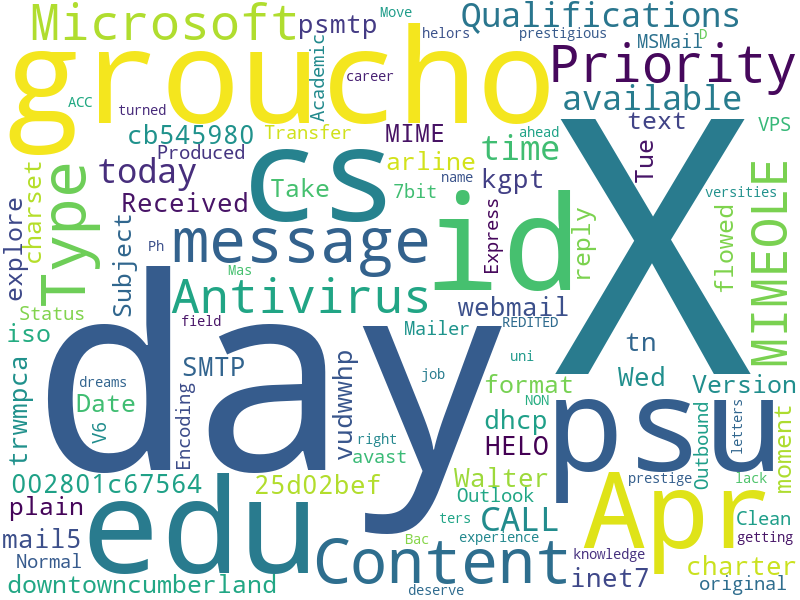 Microsoft
psmtp
Move
helors
prestigious
Qualifications
MSMail
D
groucho
Academic
career
Priority
ACC
turned
available
cb545980
Transfer
MIME
ahead
text
VPS
Produced
cs
time
Tue
today
arline
Type
charset
Take
7bit
name
kgpt
versities
Received
id
X
explore
Subject
message
Express
reply
flowed
MIMEOLE
Ph
Mas
Antivirus
webmail
Status
field
iso
day
Mailer
REDITED
tn
SMTP
vudwwhp
uni
trwmpca
dreams
job
format
Wed
Version
Date
Encoding
NON
psu
V6
right
dhcp
Outbound
letters
moment
HELO
avast
002801c67564
edu
25d02bef
Walter
Apr
prestige
lack
plain
Outlook
CALL
Clean
mail5
ters
experience
Bac
getting
Normal
Content
knowledge
charter
downtowncumberland
deserve
inet7
original